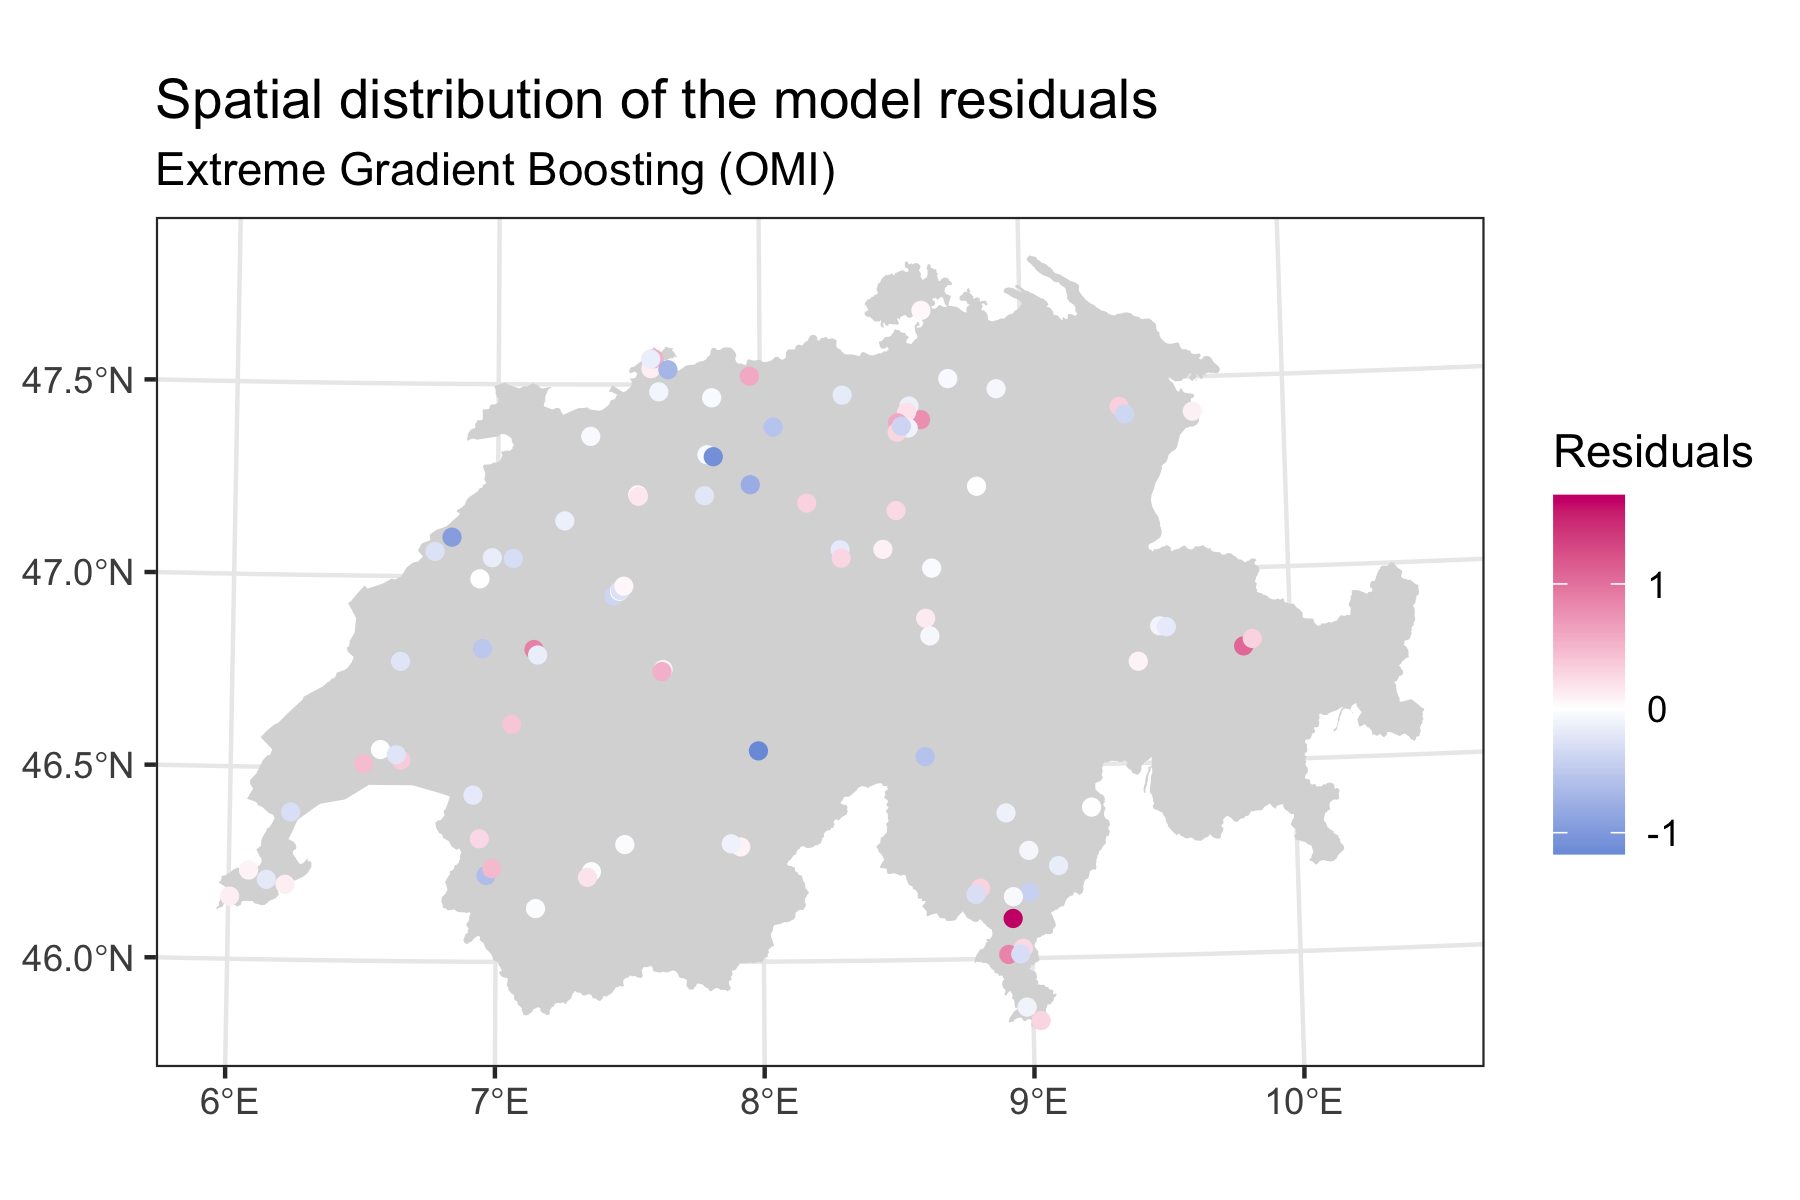 Spatial distribution of the model residuals
Extreme Gradient Boosting (OMI)
47.5°N
47.0°N
46.5°N
46.0°N
6°E
7°E
8°E
9°E
10°E
Residuals
1
0
-1